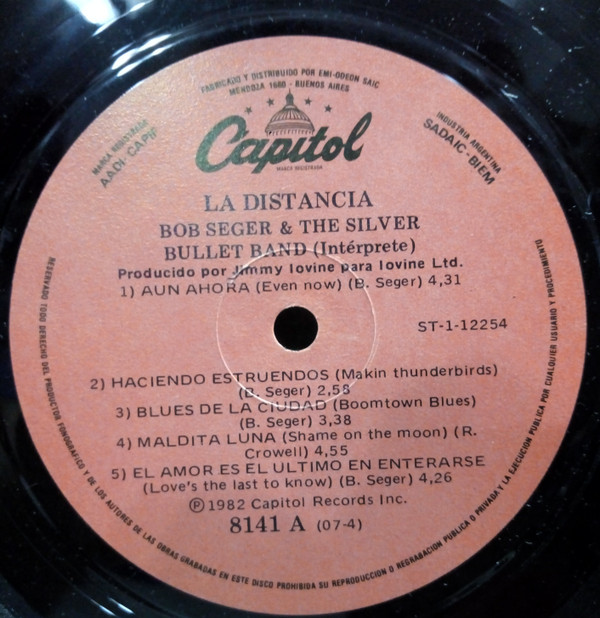 FABRICADO Y DISTRIBUIDO POR EMI-ODEON SAIC
MENDOZA 1660 - BUENOS AIRES
MARCA REGISTRADA
AADI-CAPIF
INDUSTRIA ARGENTINA
SADAIC-BIEM
Capitol
MARCA REGISTRADA
LA DISTANCIA
BOB SEGER & THE SILVER
BULLET BAND (Intérprete)
Producido por Jimmy Iovine para Iovine Ltd.
1) AUN AHORA (Even now) (B. Seger) 4,31
ST-1-12254
2) HACIENDO ESTRUENDOS (Makin thunderbirds)
(B. Seger) 2,58
3) BLUES DE LA CIUDAD (Boomtown Blues)
(B. Seger) 3,38
4) MALDITA LUNA (Shame on the moon) (R.
Crowell) 4,55
5) EL AMOR ES EL ULTIMO EN ENTERARSE
(Love's the last to know) (B. Seger) 4,26
℗1982 Capitol Records Inc.
8141 A (07-4)
RESERVADO TODO DERECHO DEL PRODUCTOR FONOGRAFICO Y DE LOS AUTORES DE LAS OBRAS GRABADAS EN ESTE DISCO PROHIBIDA SU REPRODUCCION O REGRABACION PUBLICA O PRIVADA Y LA EJECUCION PUBLICA POR CUALQUIER USUARIO Y PROCEDIMIENTO